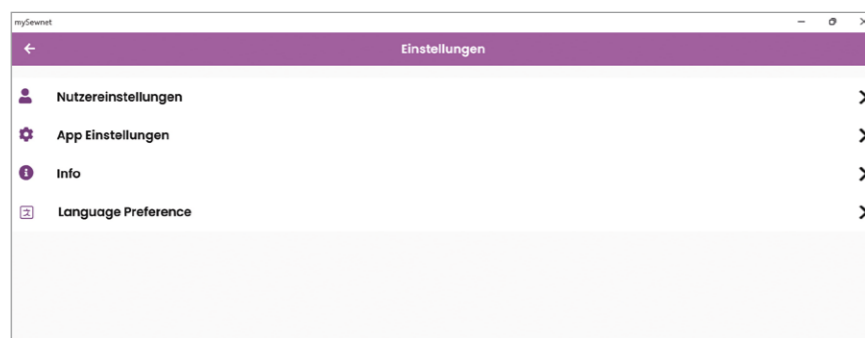 mySewnet
Einstellungen
Nutzereinstellungen
App Einstellungen
Info
Language Preference